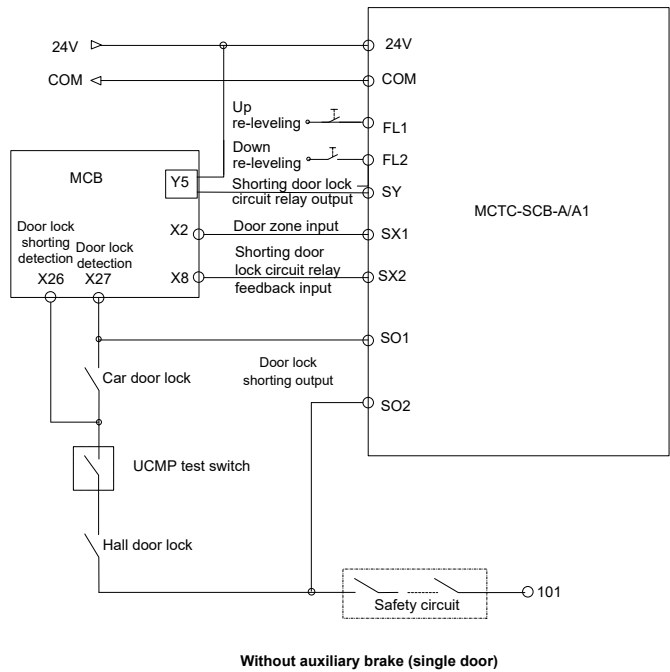 24V
24V
COM
COM
Up
re-leveling
FL1
Down
re-leveling
FL2
MCB
Y5
Shorting door lock
circuit relay output
SY
MCTC-SCB-A/A1
Door lock
shorting
detection
Door lock
detection
X2
Door zone input
SX1
X26
X27
X8
Shorting door
lock circuit relay
feedback input
SX2
SO1
Car door lock
Door lock
shorting output
SO2
UCMP test switch
Hall door lock
Safety circuit
101
Without auxiliary brake (single door)